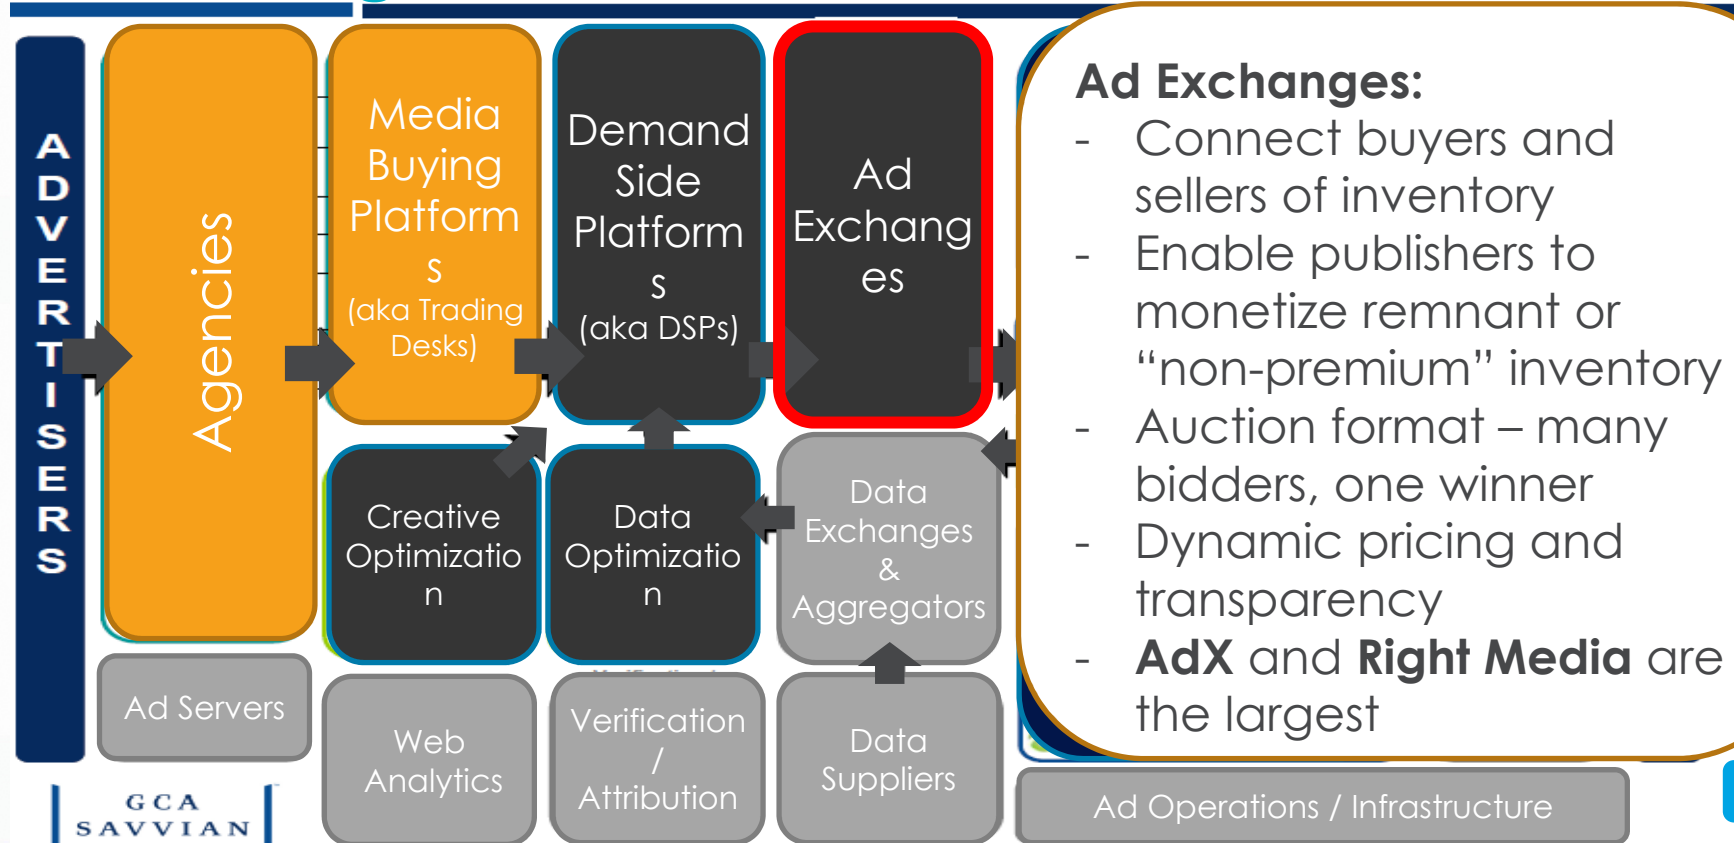 ADVERTISERS
Agencies
Media
Buying
Platform
s
(aka Trading
Desks)
Demand
Side
Platform
s
(aka DSPs)
Ad
Exchang
es
Creative
Optimizatio
n
Data
Optimizatio
n
Data
Exchanges
&
Aggregators
Ad Servers
Web
Analytics
Verification
/
Attribution
Data
Suppliers
Ad Operations / Infrastructure
Ad Exchanges:
- Connect buyers and
sellers of inventory
- Enable publishers to
monetize remnant or
“non-premium” inventory
- Auction format – many
bidders, one winner
- Dynamic pricing and
transparency
- AdX and Right Media are
the largest
GCA
SAVVIAN